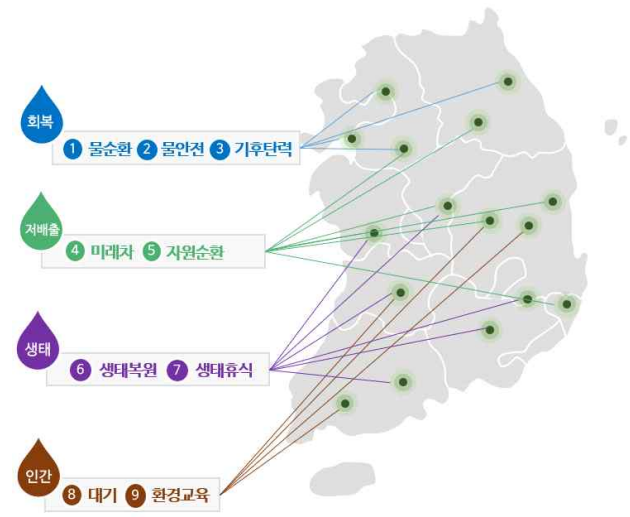 회복
1 물순환 2 물안전 3 기후탄력
저배출
4 미래차 5 자원순환
생태
6 생태복원 7 생태휴식
인간
8 대기 9 환경교육